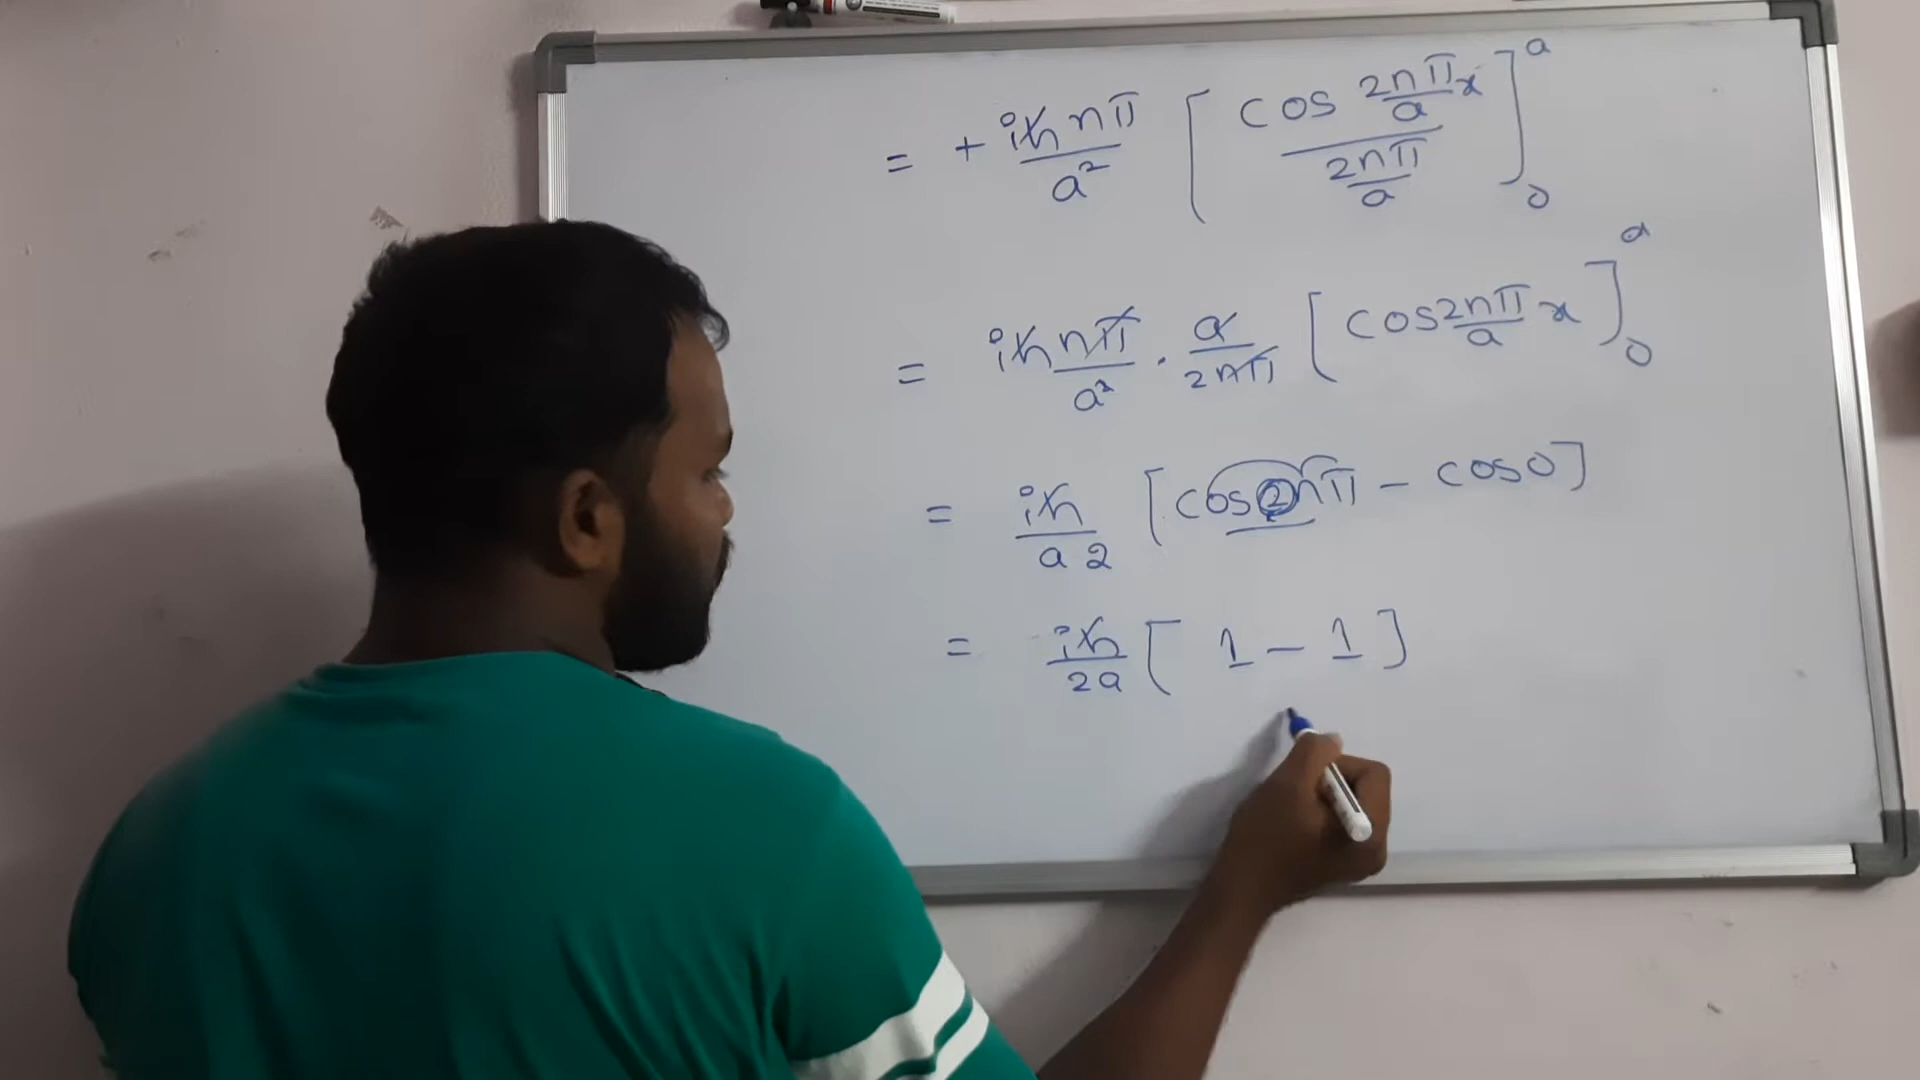 = + iħnπ/a² [ cos 2nπ/a x / 2nπ/a ]₀ᵃ
= iħnπ/a² · a/2nπ [ cos 2nπ/a x ]₀ᵃ
= iħ/a2 [ cos2nπ − cos0 ]
= iħ/2a [ 1 − 1 ]